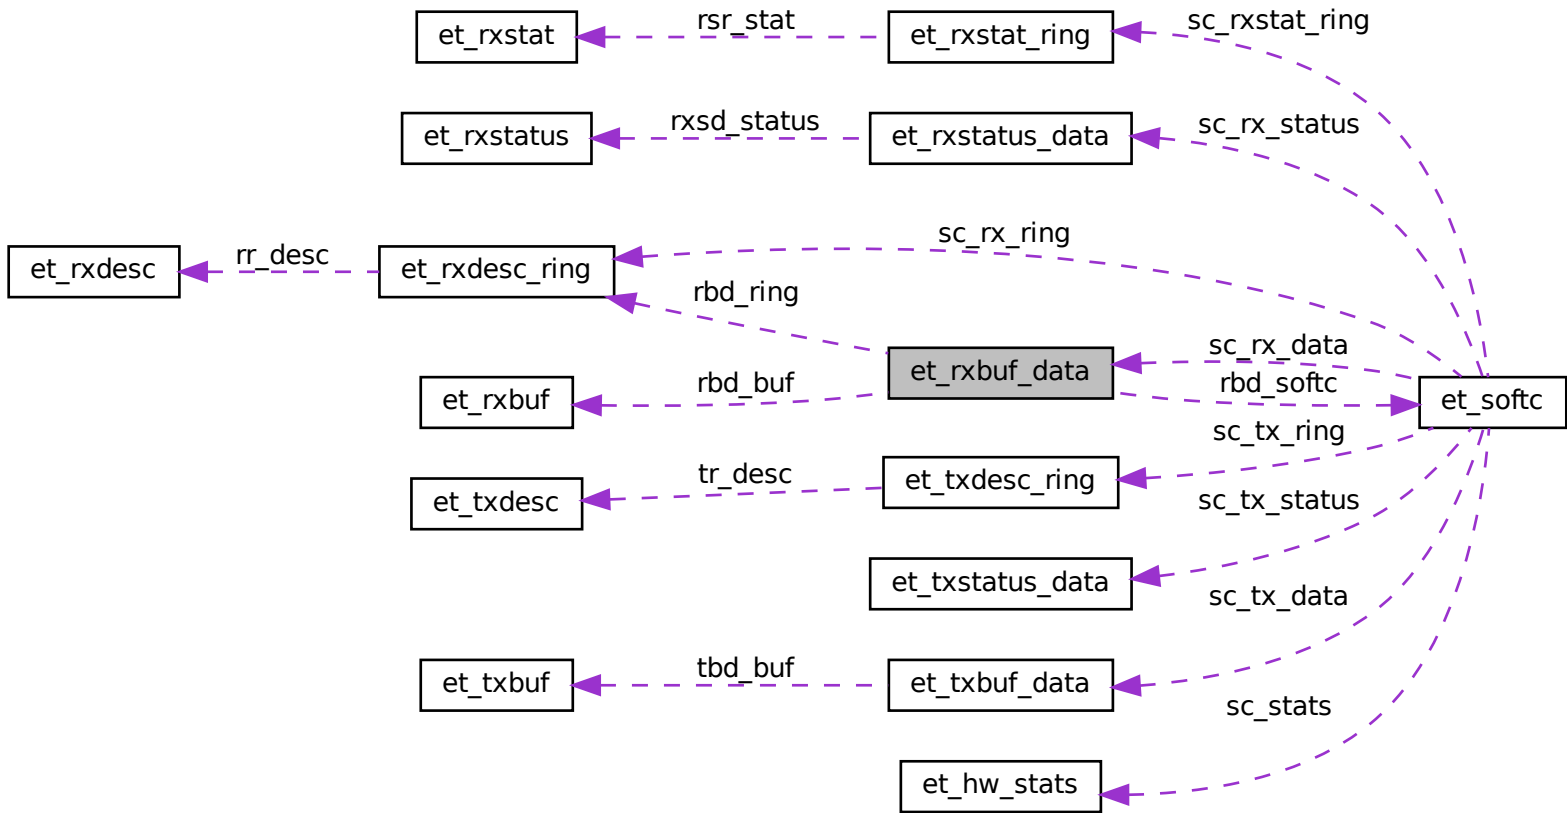 et_rxstat
rsr_stat
et_rxstat_ring
sc_rxstat_ring
et_rxstatus
rxsd_status
et_rxstatus_data
sc_rx_status
et_rxdesc
rr_desc
et_rxdesc_ring
sc_rx_ring
rbd_ring
et_rxbuf_data
sc_rx_data
rbd_softc
et_softc
et_rxbuf
rbd_buf
sc_tx_ring
et_txdesc
tr_desc
et_txdesc_ring
sc_tx_status
et_txstatus_data
sc_tx_data
et_txbuf
tbd_buf
et_txbuf_data
sc_stats
et_hw_stats